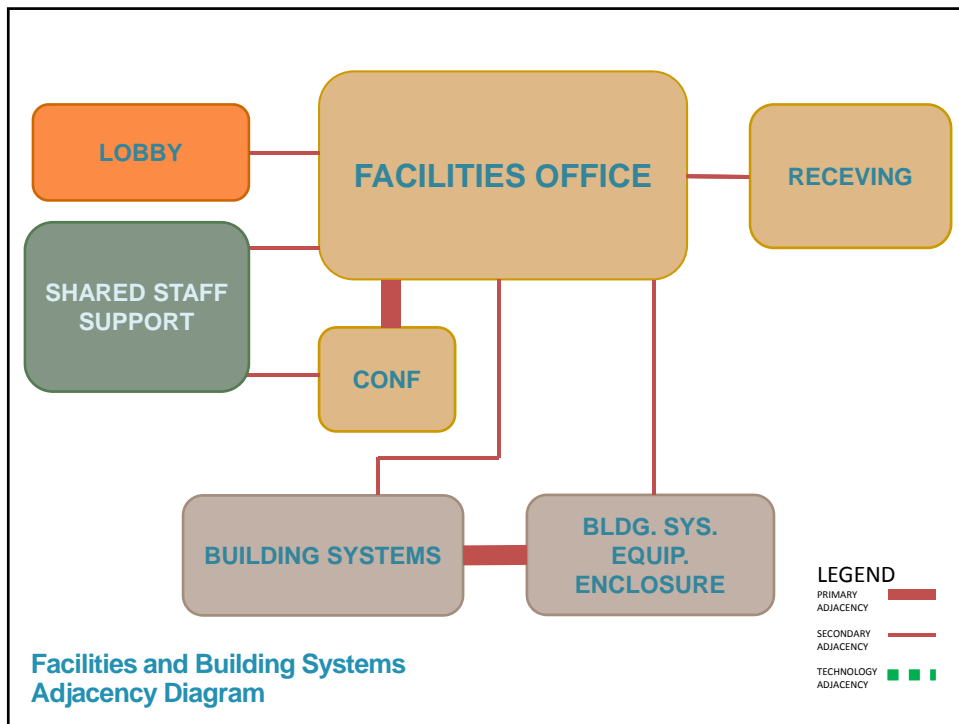 LOBBY
FACILITIES OFFICE
RECEVING
SHARED STAFF
SUPPORT
CONF
BUILDING SYSTEMS
BLDG. SYS.
EQUIP.
ENCLOSURE
LEGEND
PRIMARY
ADJACENCY
SECONDARY
ADJACENCY
TECHNOLOGY
ADJACENCY
Facilities and Building Systems
Adjacency Diagram